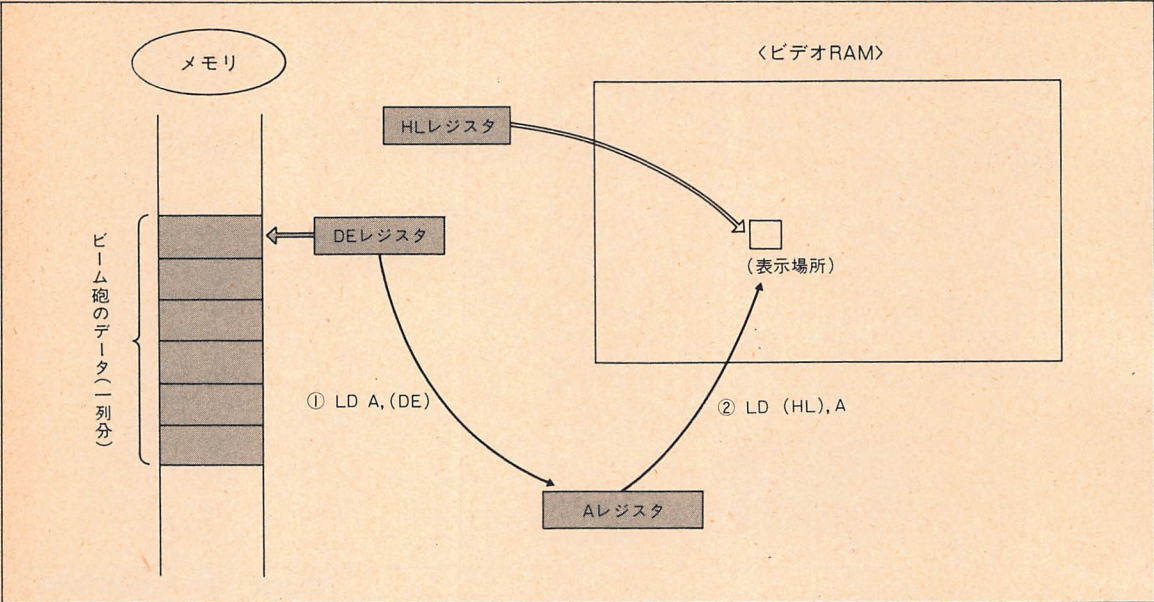 メモリ
〈ビデオRAM〉
HLレジスタ
DEレジスタ
(表示場所)
ビーム砲のデータ(一列分)
① LD A,(DE)
② LD (HL),A
Aレジスタ